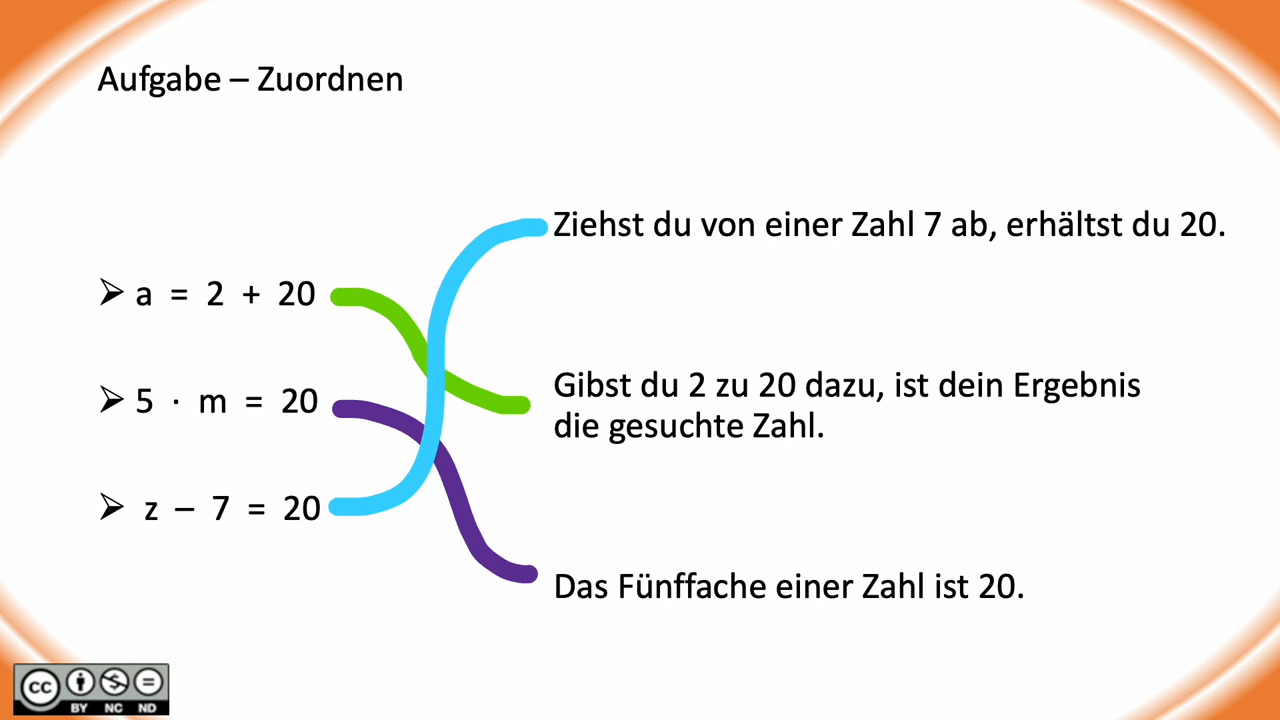 Aufgabe – Zuordnen
Ziehst du von einer Zahl 7 ab, erhältst du 20.
➢ a = 2 + 20
Gibst du 2 zu 20 dazu, ist dein Ergebnis
die gesuchte Zahl.
➢ 5 · m = 20
➢ z – 7 = 20
Das Fünffache einer Zahl ist 20.
cc BY NC ND